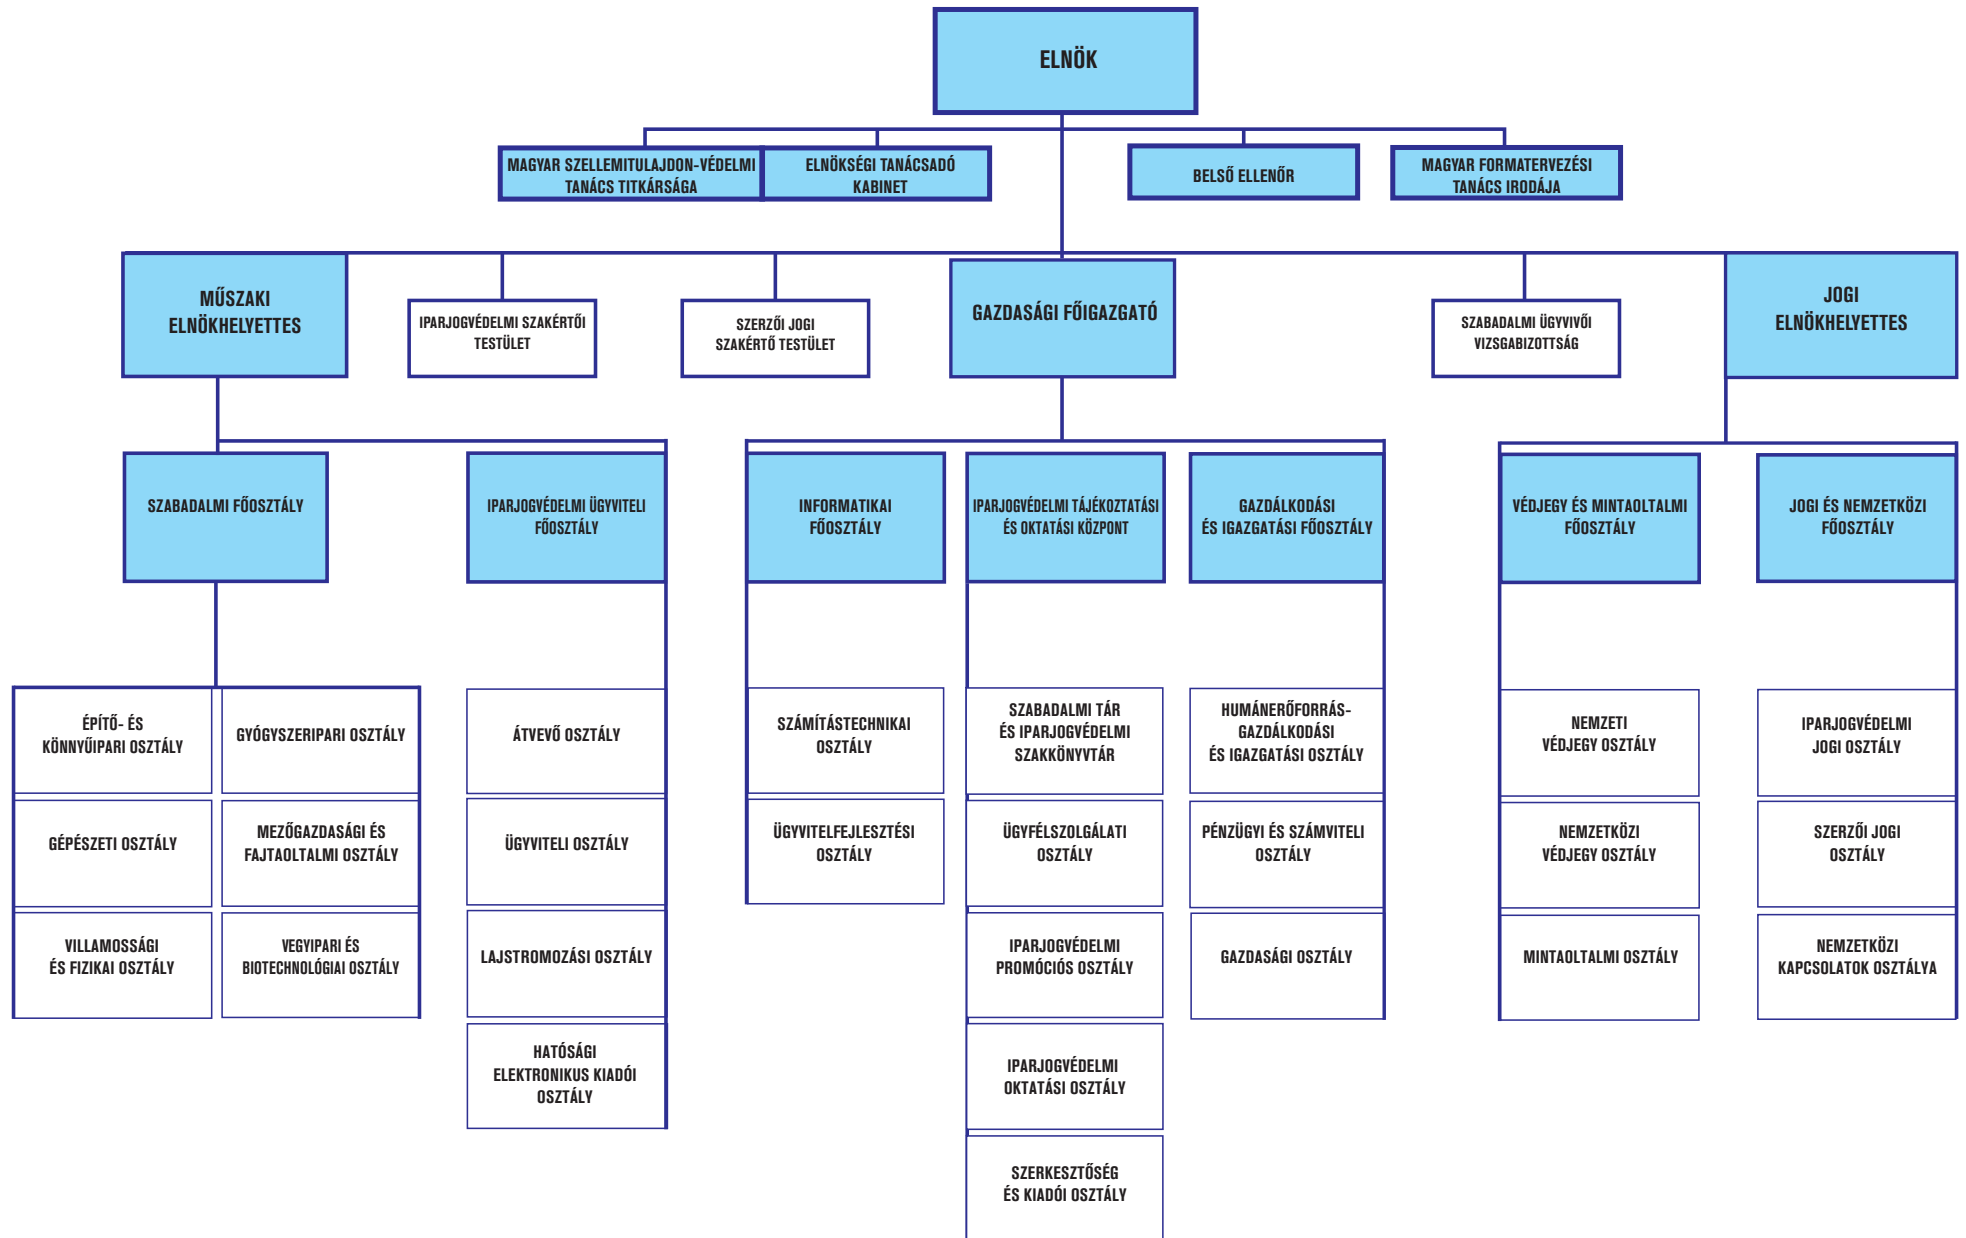 ELNÖK
MAGYAR SZELLEMITULAJDON-VÉDELMI
TANÁCS TITKÁRSÁGA
ELNÖKSÉGI TANÁCSADÓ
KABINET
BELSŐ ELLENŐR
MAGYAR FORMATERVEZÉSI
TANÁCS IRODÁJA
MŰSZAKI
ELNÖKHELYETTES
IPARJOGVÉDELMI SZAKÉRTŐI
TESTÜLET
SZERZŐI JOGI
SZAKÉRTŐ TESTÜLET
GAZDASÁGI FŐIGAZGATÓ
SZABADALMI ÜGYVIVŐI
VIZSGABIZOTTSÁG
JOGI
ELNÖKHELYETTES
SZABADALMI FŐOSZTÁLY
IPARJOGVÉDELMI ÜGYVITELI
FŐOSZTÁLY
INFORMATIKAI
FŐOSZTÁLY
IPARJOGVÉDELMI TÁJÉKOZTATÁSI
ÉS OKTATÁSI KÖZPONT
GAZDÁLKODÁSI
ÉS IGAZGATÁSI FŐOSZTÁLY
VÉDJEGY ÉS MINTAOLTALMI
FŐOSZTÁLY
JOGI ÉS NEMZETKÖZI
FŐOSZTÁLY
ÉPÍTŐ- ÉS
KÖNNYŰIPARI OSZTÁLY
GYÓGYSZERIPARI OSZTÁLY
ÁTVEVŐ OSZTÁLY
SZÁMÍTÁSTECHNIKAI
OSZTÁLY
SZABADALMI TÁR
ÉS IPARJOGVÉDELMI
SZAKKÖNYVTÁR
HUMÁNERŐFORRÁS-
GAZDÁLKODÁSI
ÉS IGAZGATÁSI OSZTÁLY
NEMZETI
VÉDJEGY OSZTÁLY
IPARJOGVÉDELMI
JOGI OSZTÁLY
GÉPÉSZETI OSZTÁLY
MEZŐGAZDASÁGI ÉS
FAJTAOLTALMI OSZTÁLY
ÜGYVITELI OSZTÁLY
ÜGYVITELFEJLESZTÉSI
OSZTÁLY
ÜGYFÉLSZOLGÁLATI
OSZTÁLY
PÉNZÜGYI ÉS SZÁMVITELI
OSZTÁLY
NEMZETKÖZI
VÉDJEGY OSZTÁLY
SZERZŐI JOGI
OSZTÁLY
VILLAMOSSÁGI
ÉS FIZIKAI OSZTÁLY
VEGYIPARI ÉS
BIOTECHNOLÓGIAI OSZTÁLY
LAJSTROMOZÁSI OSZTÁLY
IPARJOGVÉDELMI
PROMÓCIÓS OSZTÁLY
GAZDASÁGI OSZTÁLY
MINTAOLTALMI OSZTÁLY
NEMZETKÖZI
KAPCSOLATOK OSZTÁLYA
HATÓSÁGI
ELEKTRONIKUS KIADÓI
OSZTÁLY
IPARJOGVÉDELMI
OKTATÁSI OSZTÁLY
SZERKESZTŐSÉG
ÉS KIADÓI OSZTÁLY